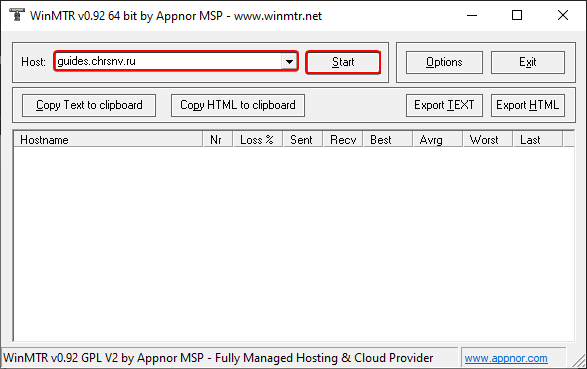 WinMTR v0.92 64 bit by Appnor MSP - www.winmtr.net
Host: guides.chrsnv.ru Start Options Exit
Copy Text to clipboard Copy HTML to clipboard Export TEXT Export HTML
Hostname Nr Loss % Sent Recv Best Avrg Worst Last
WinMTR v0.92 GPL V2 by Appnor MSP - Fully Managed Hosting & Cloud Provider www.appnor.com